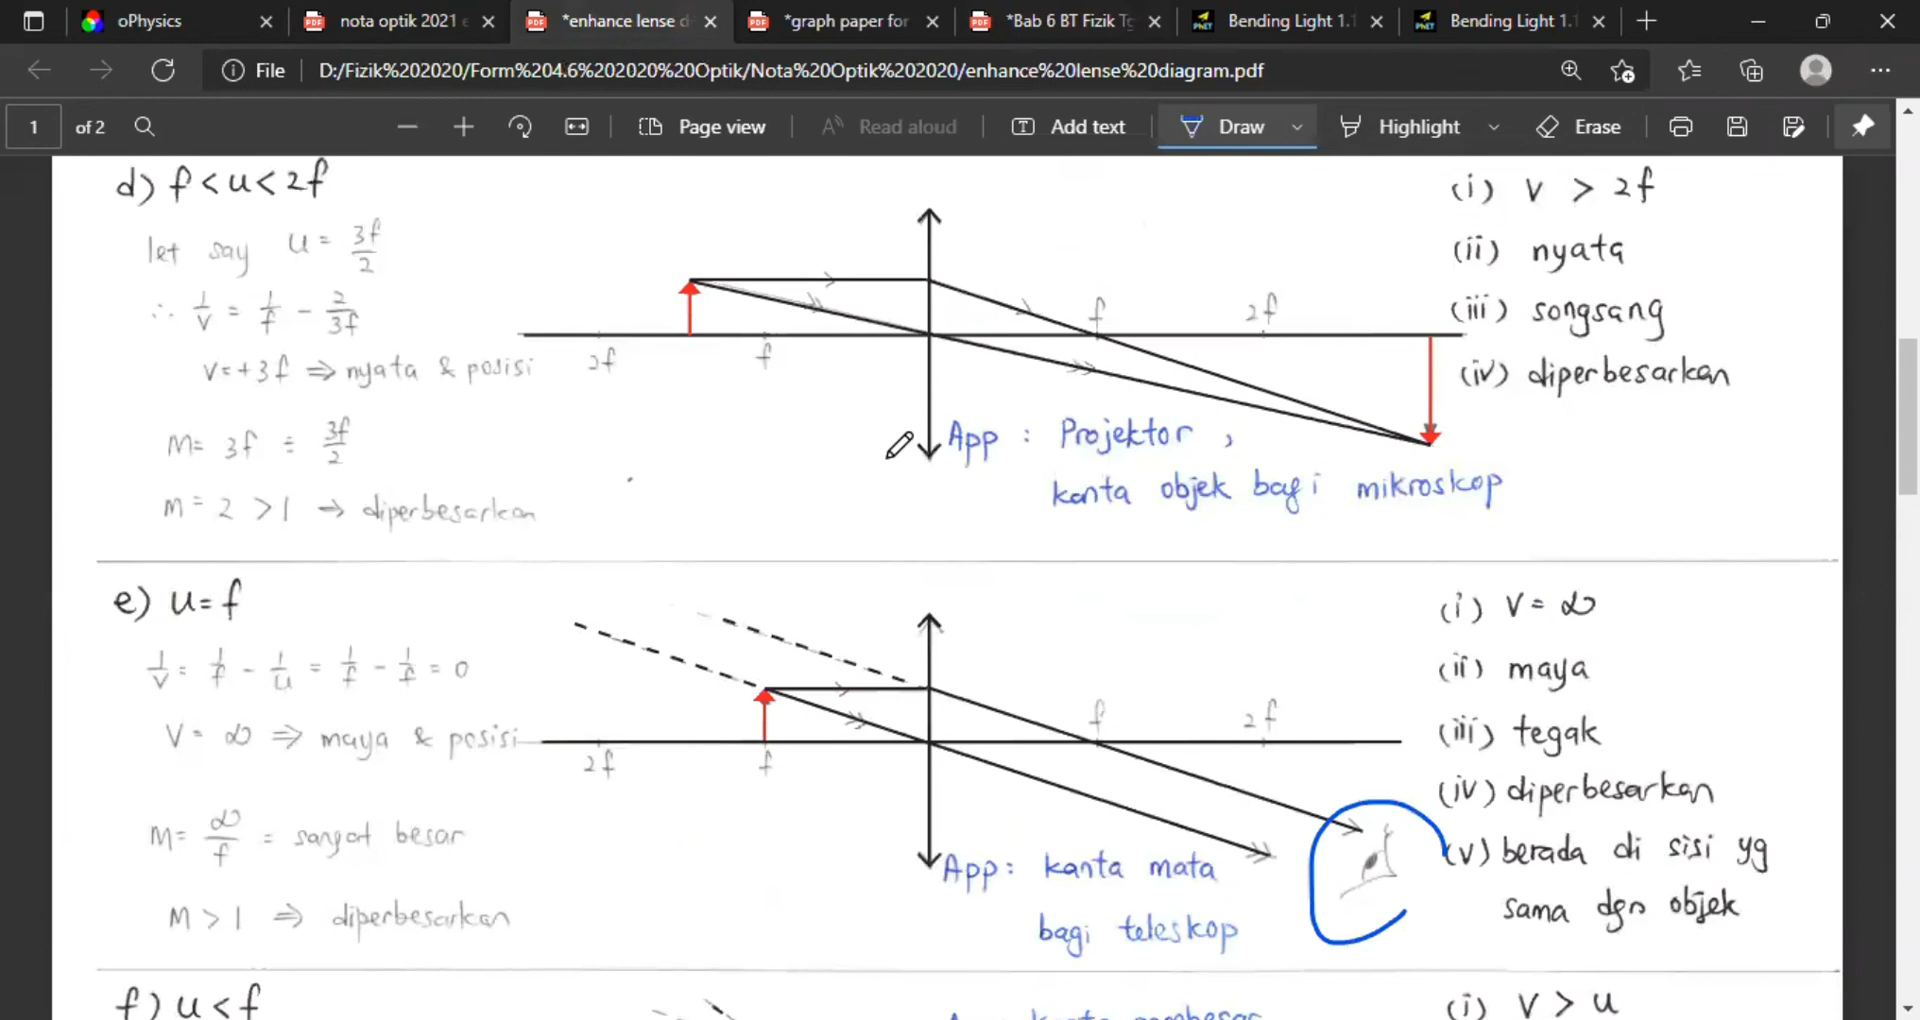 oPhysics
nota optik 2021
*enhance lense d
*graph paper for
*Bab 6 BT Fizik Tg
Bending Light 1.1
Bending Light 1.1
File
D:/Fizik%202020/Form%204.6%202020%20Optik/Nota%20Optik%202020/enhance%20lense%20diagram.pdf
1 of 2
Page view
Read aloud
Add text
Draw
Highlight
Erase
d) f < u < 2f
let say u = 3f/2
∴ 1/v = 1/f - 2/3f
v = +3f ⇒ nyata & posisi
M = 3f ÷ 3f/2
m = 2 > 1 → diperbesarkan
2f
f
f
2f
App : Projektor ,
kanta objek bagi mikroskop
(i) v > 2f
(ii) nyata
(iii) songsang
(iv) diperbesarkan
e) u = f
1/v = 1/f - 1/u = 1/f - 1/f = 0
v = ∞ ⇒ maya & posisi
M = ∞/f = sangat besar
M > 1 ⇒ diperbesarkan
2f
f
f
2f
App : kanta mata
bagi teleskop
(i) v = ∞
(ii) maya
(iii) tegak
(iv) diperbesarkan
(v) berada di sisi yg
sama dgn objek
f) u < f
(i) v > u